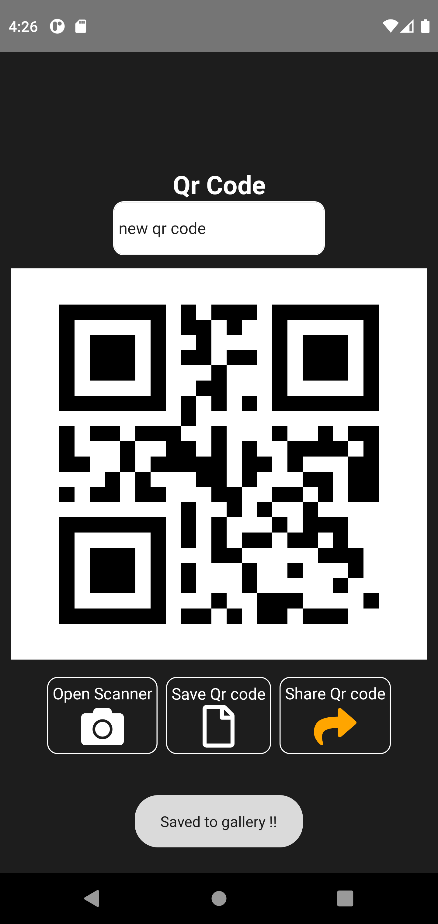 4:26
Qr Code
new qr code
Open Scanner
Save Qr code
Share Qr code
Saved to gallery !!